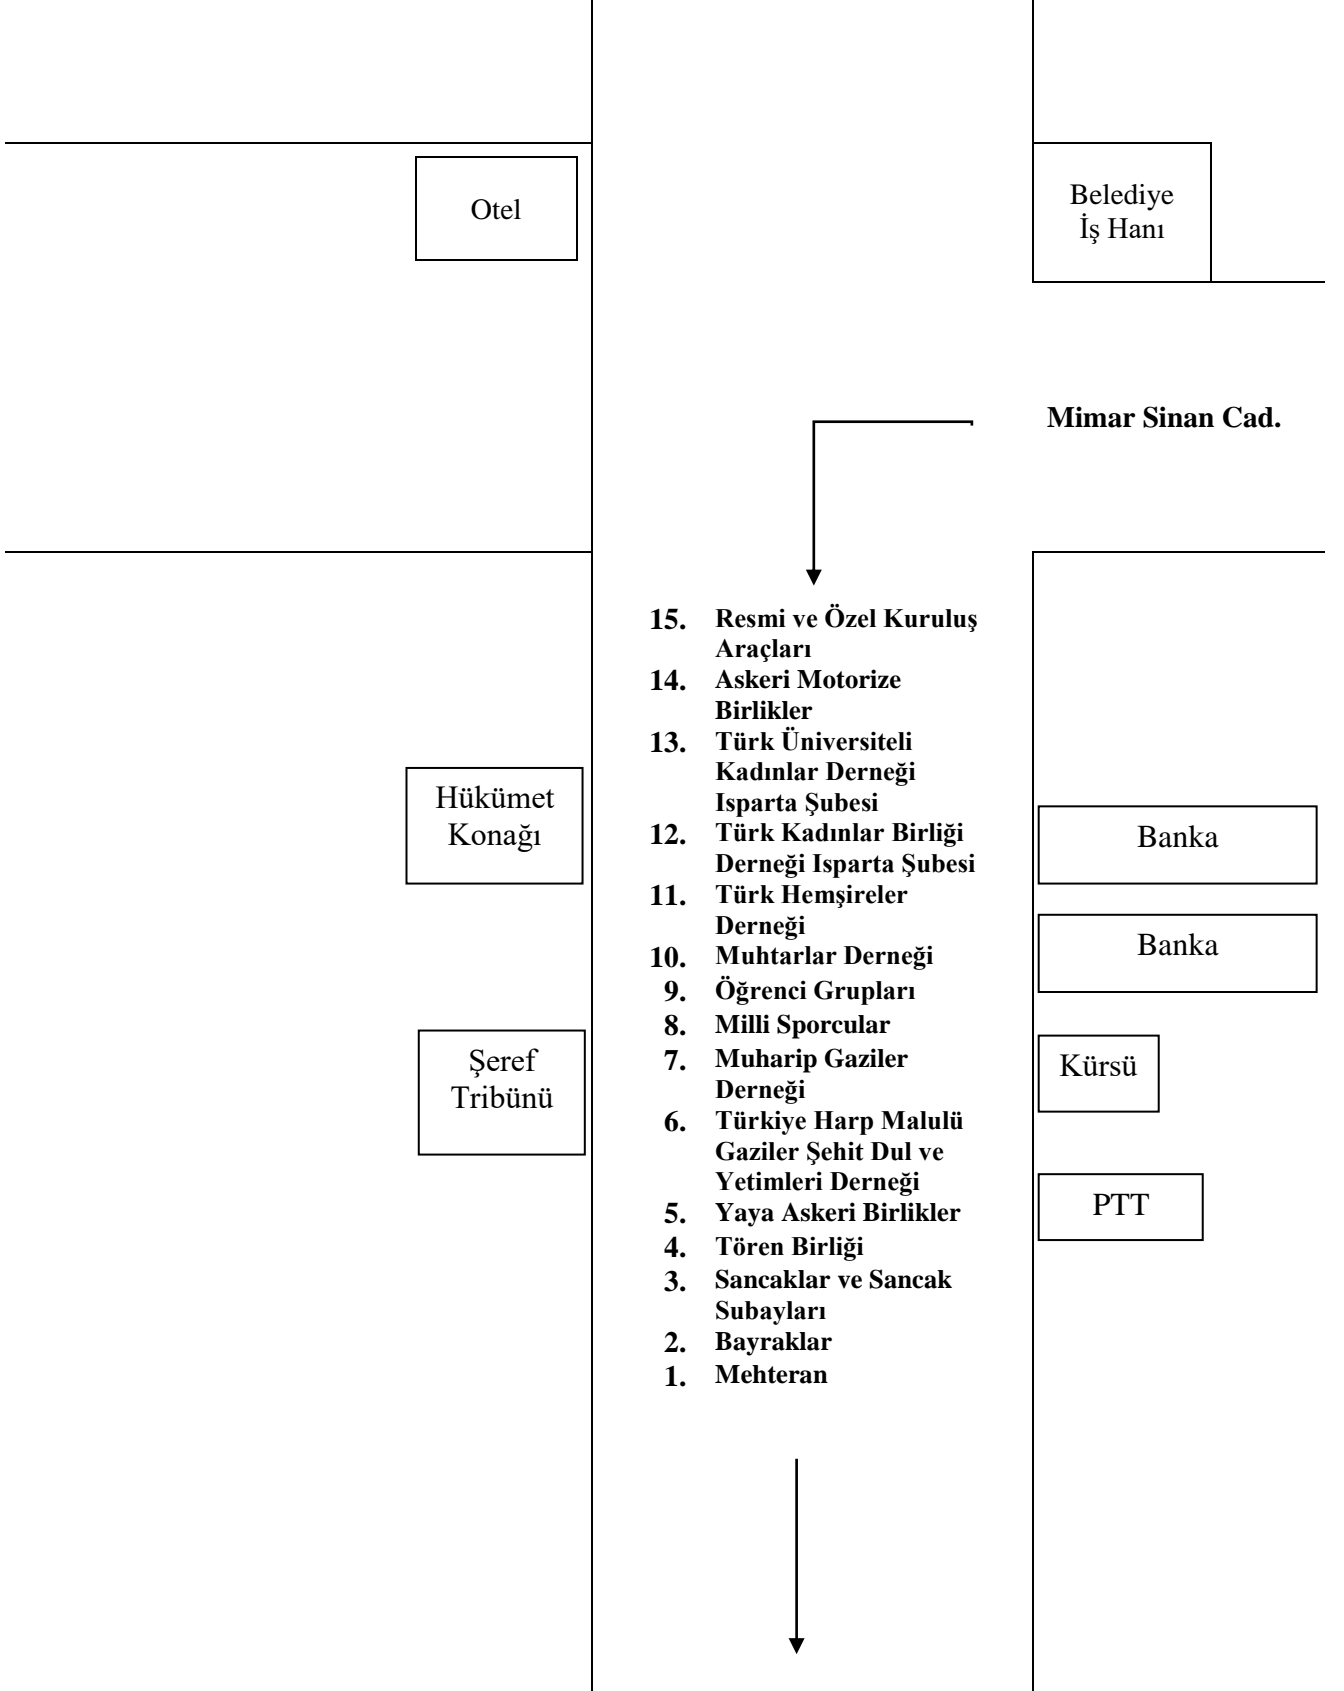 Otel
Belediye
İş Hanı
Mimar Sinan Cad.
15. Resmi ve Özel Kuruluş
Araçları
14. Askeri Motorize
Birlikler
13. Türk Üniversiteli
Kadınlar Derneği
Isparta Şubesi
12. Türk Kadınlar Birliği
Derneği Isparta Şubesi
11. Türk Hemşireler
Derneği
10. Muhtarlar Derneği
9. Öğrenci Grupları
8. Milli Sporcular
7. Muharip Gaziler
Derneği
6. Türkiye Harp Malulü
Gaziler Şehit Dul ve
Yetimleri Derneği
5. Yaya Askeri Birlikler
4. Tören Birliği
3. Sancaklar ve Sancak
Subayları
2. Bayraklar
1. Mehteran
Hükümet
Konağı
Şeref
Tribünü
Banka
Banka
Kürsü
PTT